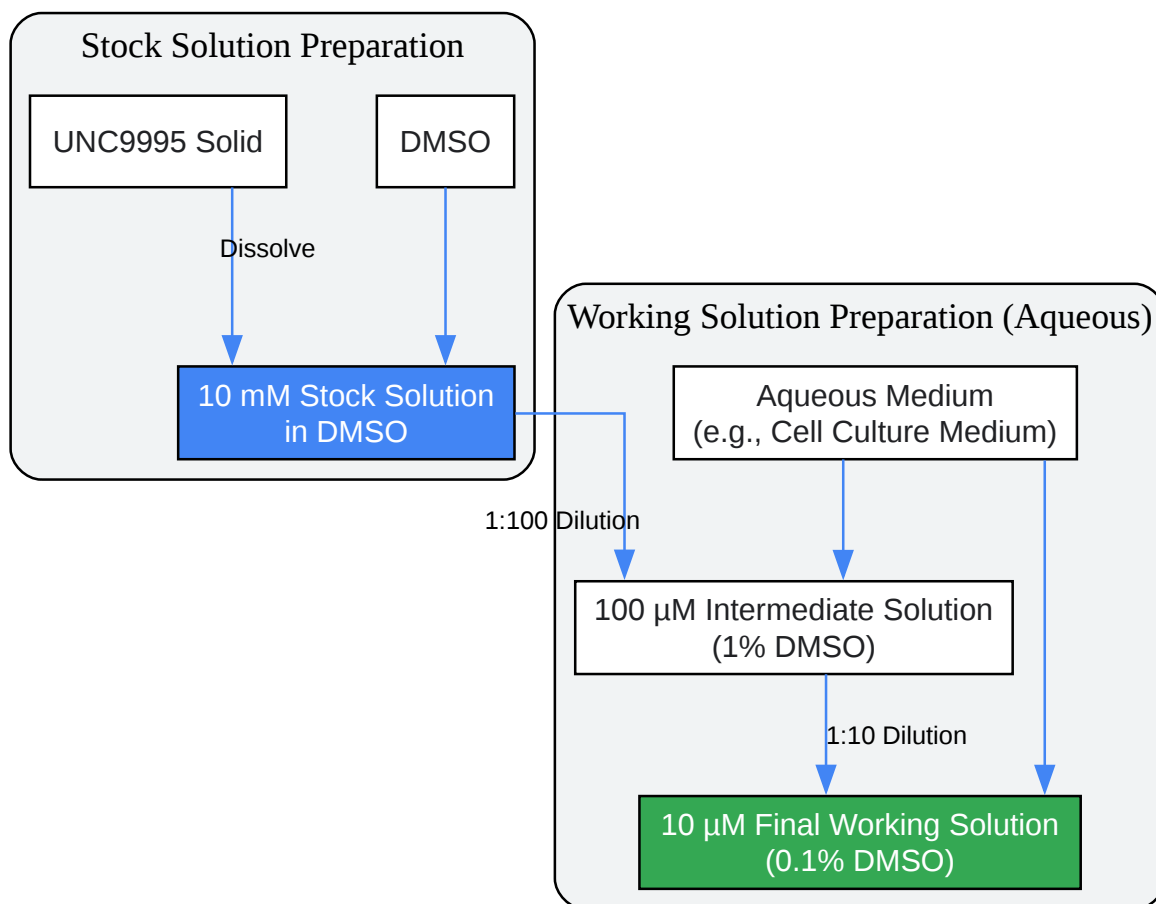 Stock Solution Preparation
UNC9995 Solid
DMSO
Dissolve
10 mM Stock Solution
in DMSO
Working Solution Preparation (Aqueous)
Aqueous Medium
(e.g., Cell Culture Medium)
1:100 Dilution
100 µM Intermediate Solution
(1% DMSO)
1:10 Dilution
10 µM Final Working Solution
(0.1% DMSO)